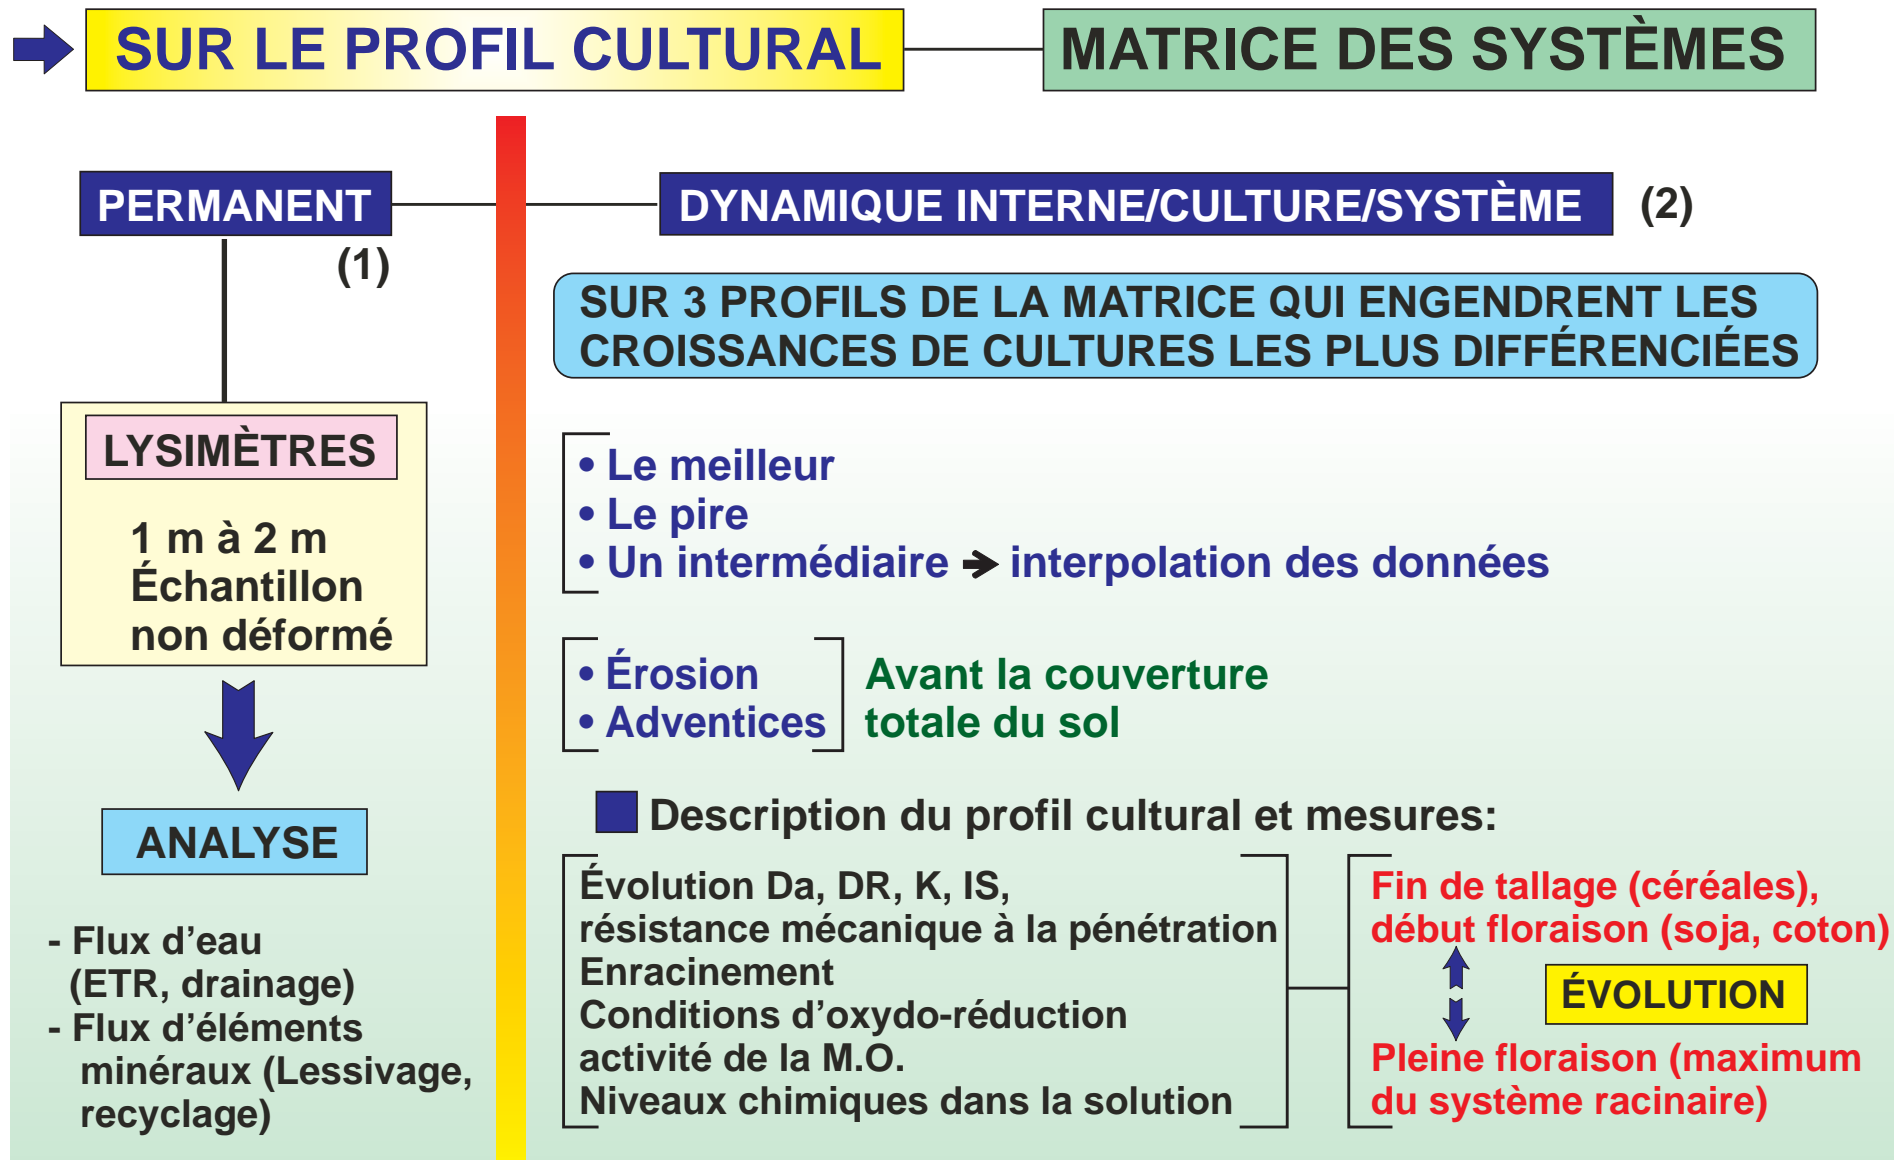 SUR LE PROFIL CULTURAL
MATRICE DES SYSTÈMES
PERMANENT
(1)
LYSIMÈTRES
1 m à 2 m
Échantillon
non déformé
ANALYSE
- Flux d’eau
(ETR, drainage)
- Flux d’éléments
minéraux (Lessivage,
recyclage)
DYNAMIQUE INTERNE/CULTURE/SYSTÈME
(2)
SUR 3 PROFILS DE LA MATRICE QUI ENGENDRENT LES
CROISSANCES DE CULTURES LES PLUS DIFFÉRENCIÉES
• Le meilleur
• Le pire
• Un intermédiaire ➔ interpolation des données
• Érosion
• Adventices
Avant la couverture
totale du sol
Description du profil cultural et mesures:
Évolution Da, DR, K, IS,
résistance mécanique à la pénétration
Enracinement
Conditions d’oxydo-réduction
activité de la M.O.
Niveaux chimiques dans la solution
Fin de tallage (céréales),
début floraison (soja, coton)
ÉVOLUTION
Pleine floraison (maximum
du système racinaire)